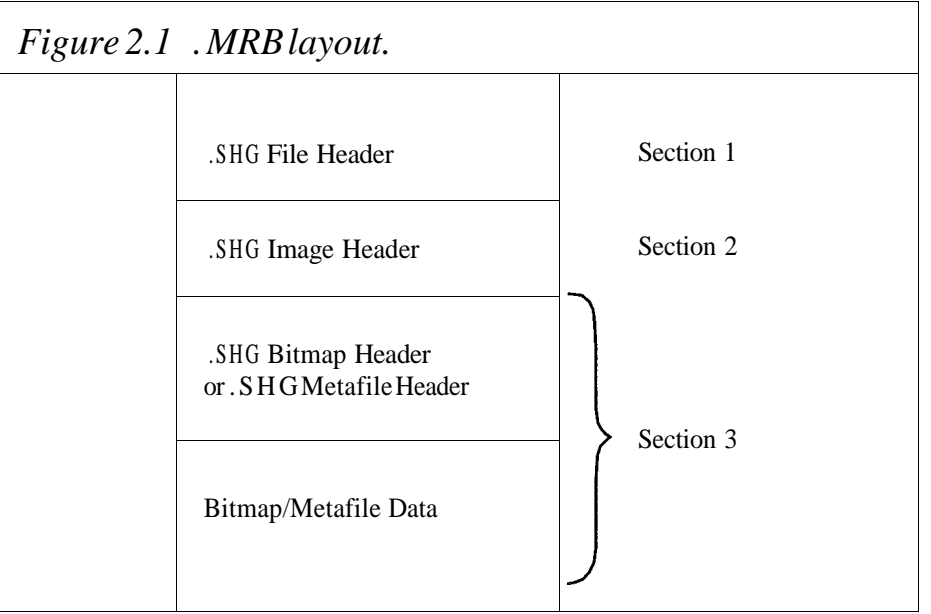 Figure 2.1 .MRB layout.
.SHG File Header
Section 1
.SHG Image Header
Section 2
.SHG Bitmap Header
or .SHG Metafile Header
Section 3
Bitmap/Metafile Data